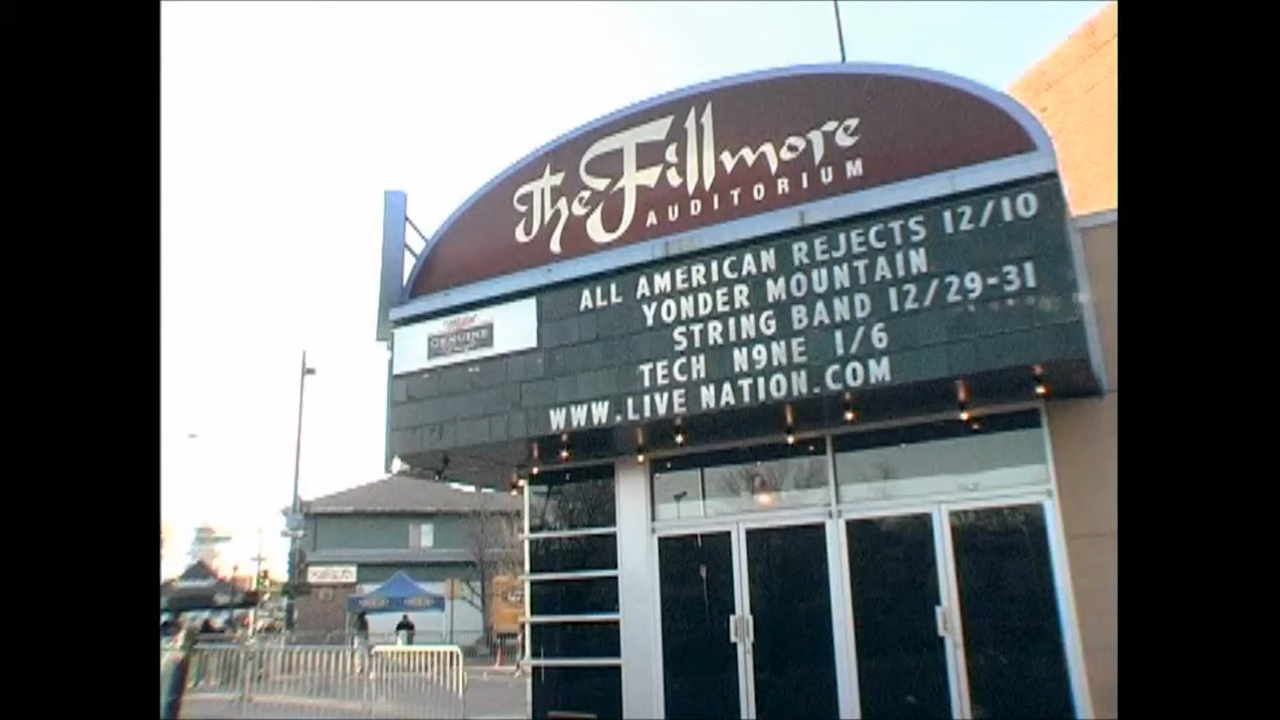 The Fillmore
AUDITORIUM
ALL AMERICAN REJECTS 12/10
YONDER MOUNTAIN
STRING BAND 12/29-31
TECH N9NE 1/6
WWW.LIVE NATION.COM
GENUINE